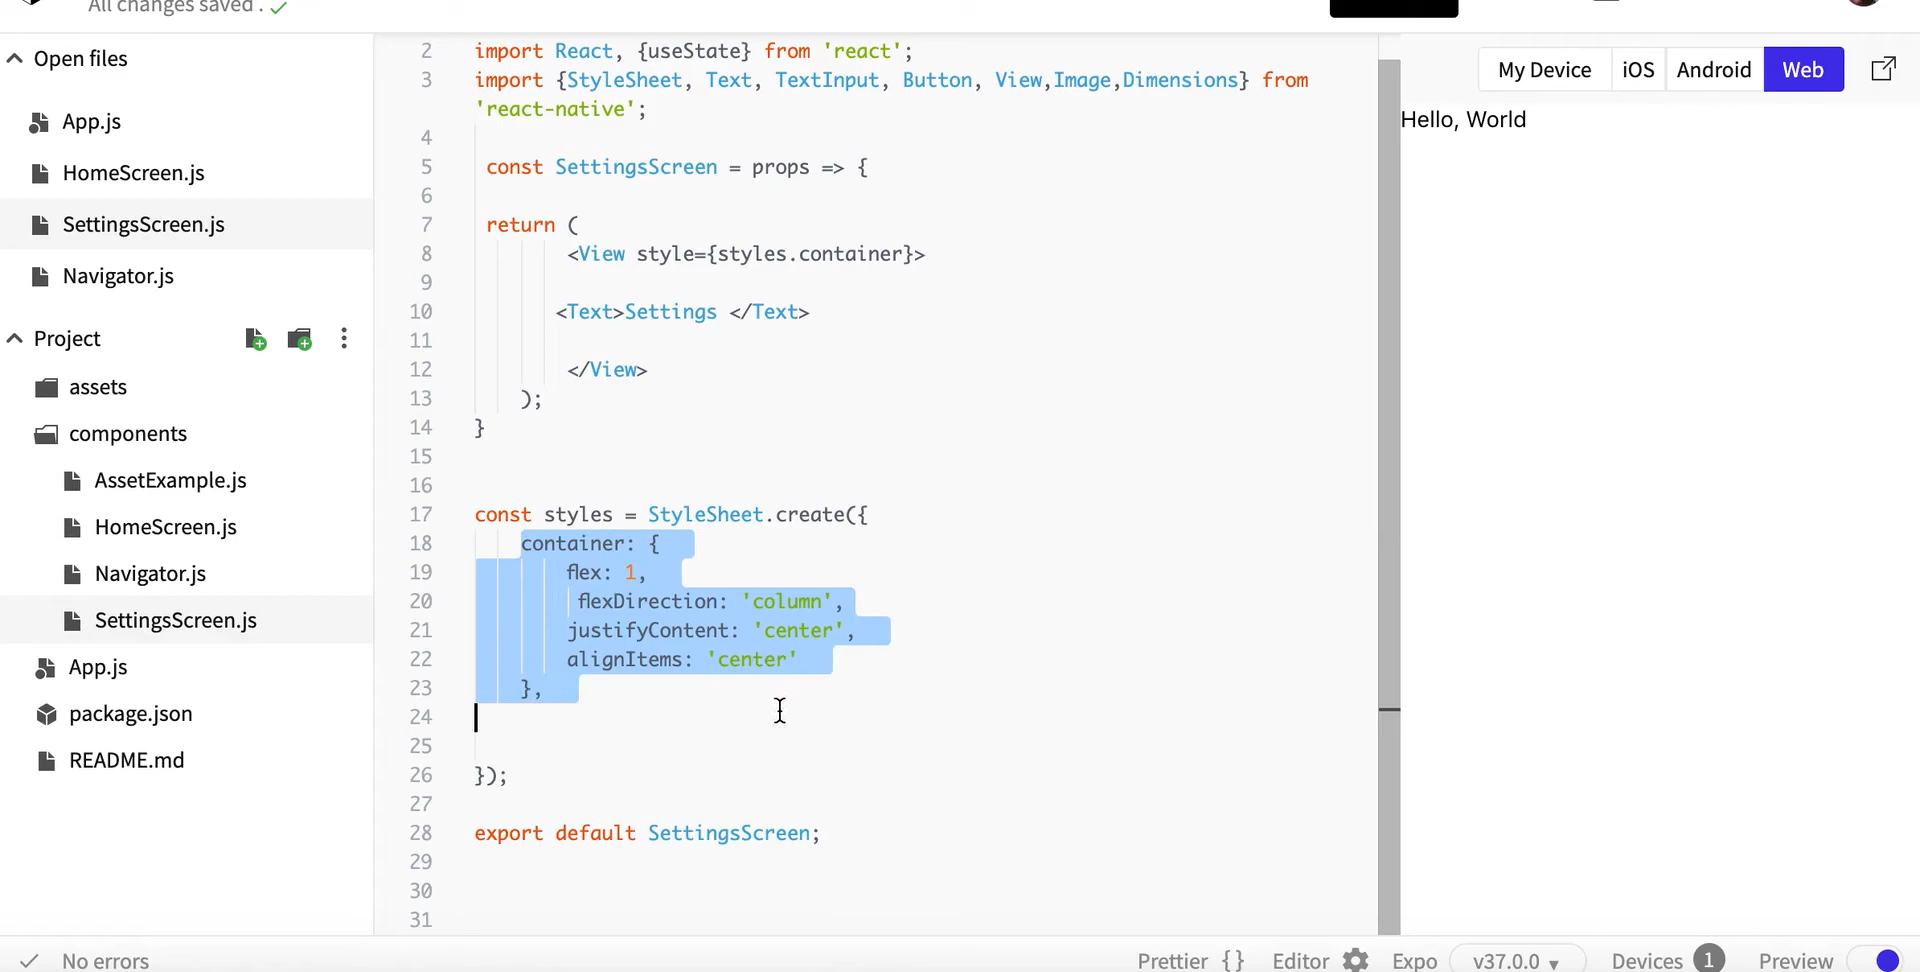 All changes saved .
Open files
App.js
HomeScreen.js
SettingsScreen.js
Navigator.js
Project
assets
components
AssetExample.js
HomeScreen.js
Navigator.js
SettingsScreen.js
App.js
package.json
README.md
No errors
2 import React, {useState} from 'react';
3 import {StyleSheet, Text, TextInput, Button, View,Image,Dimensions} from
'react-native';
4
5 const SettingsScreen = props => {
6
7 return (
8 <View style={styles.container}>
9
10 <Text>Settings </Text>
11
12 </View>
13 );
14 }
15
16
17 const styles = StyleSheet.create({
18 container: {
19 flex: 1,
20 flexDirection: 'column',
21 justifyContent: 'center',
22 alignItems: 'center'
23 },
24
25
26 });
27
28 export default SettingsScreen;
29
30
31
My Device iOS Android Web
Hello, World
Prettier { } Editor Expo v37.0.0 Devices 1 Preview